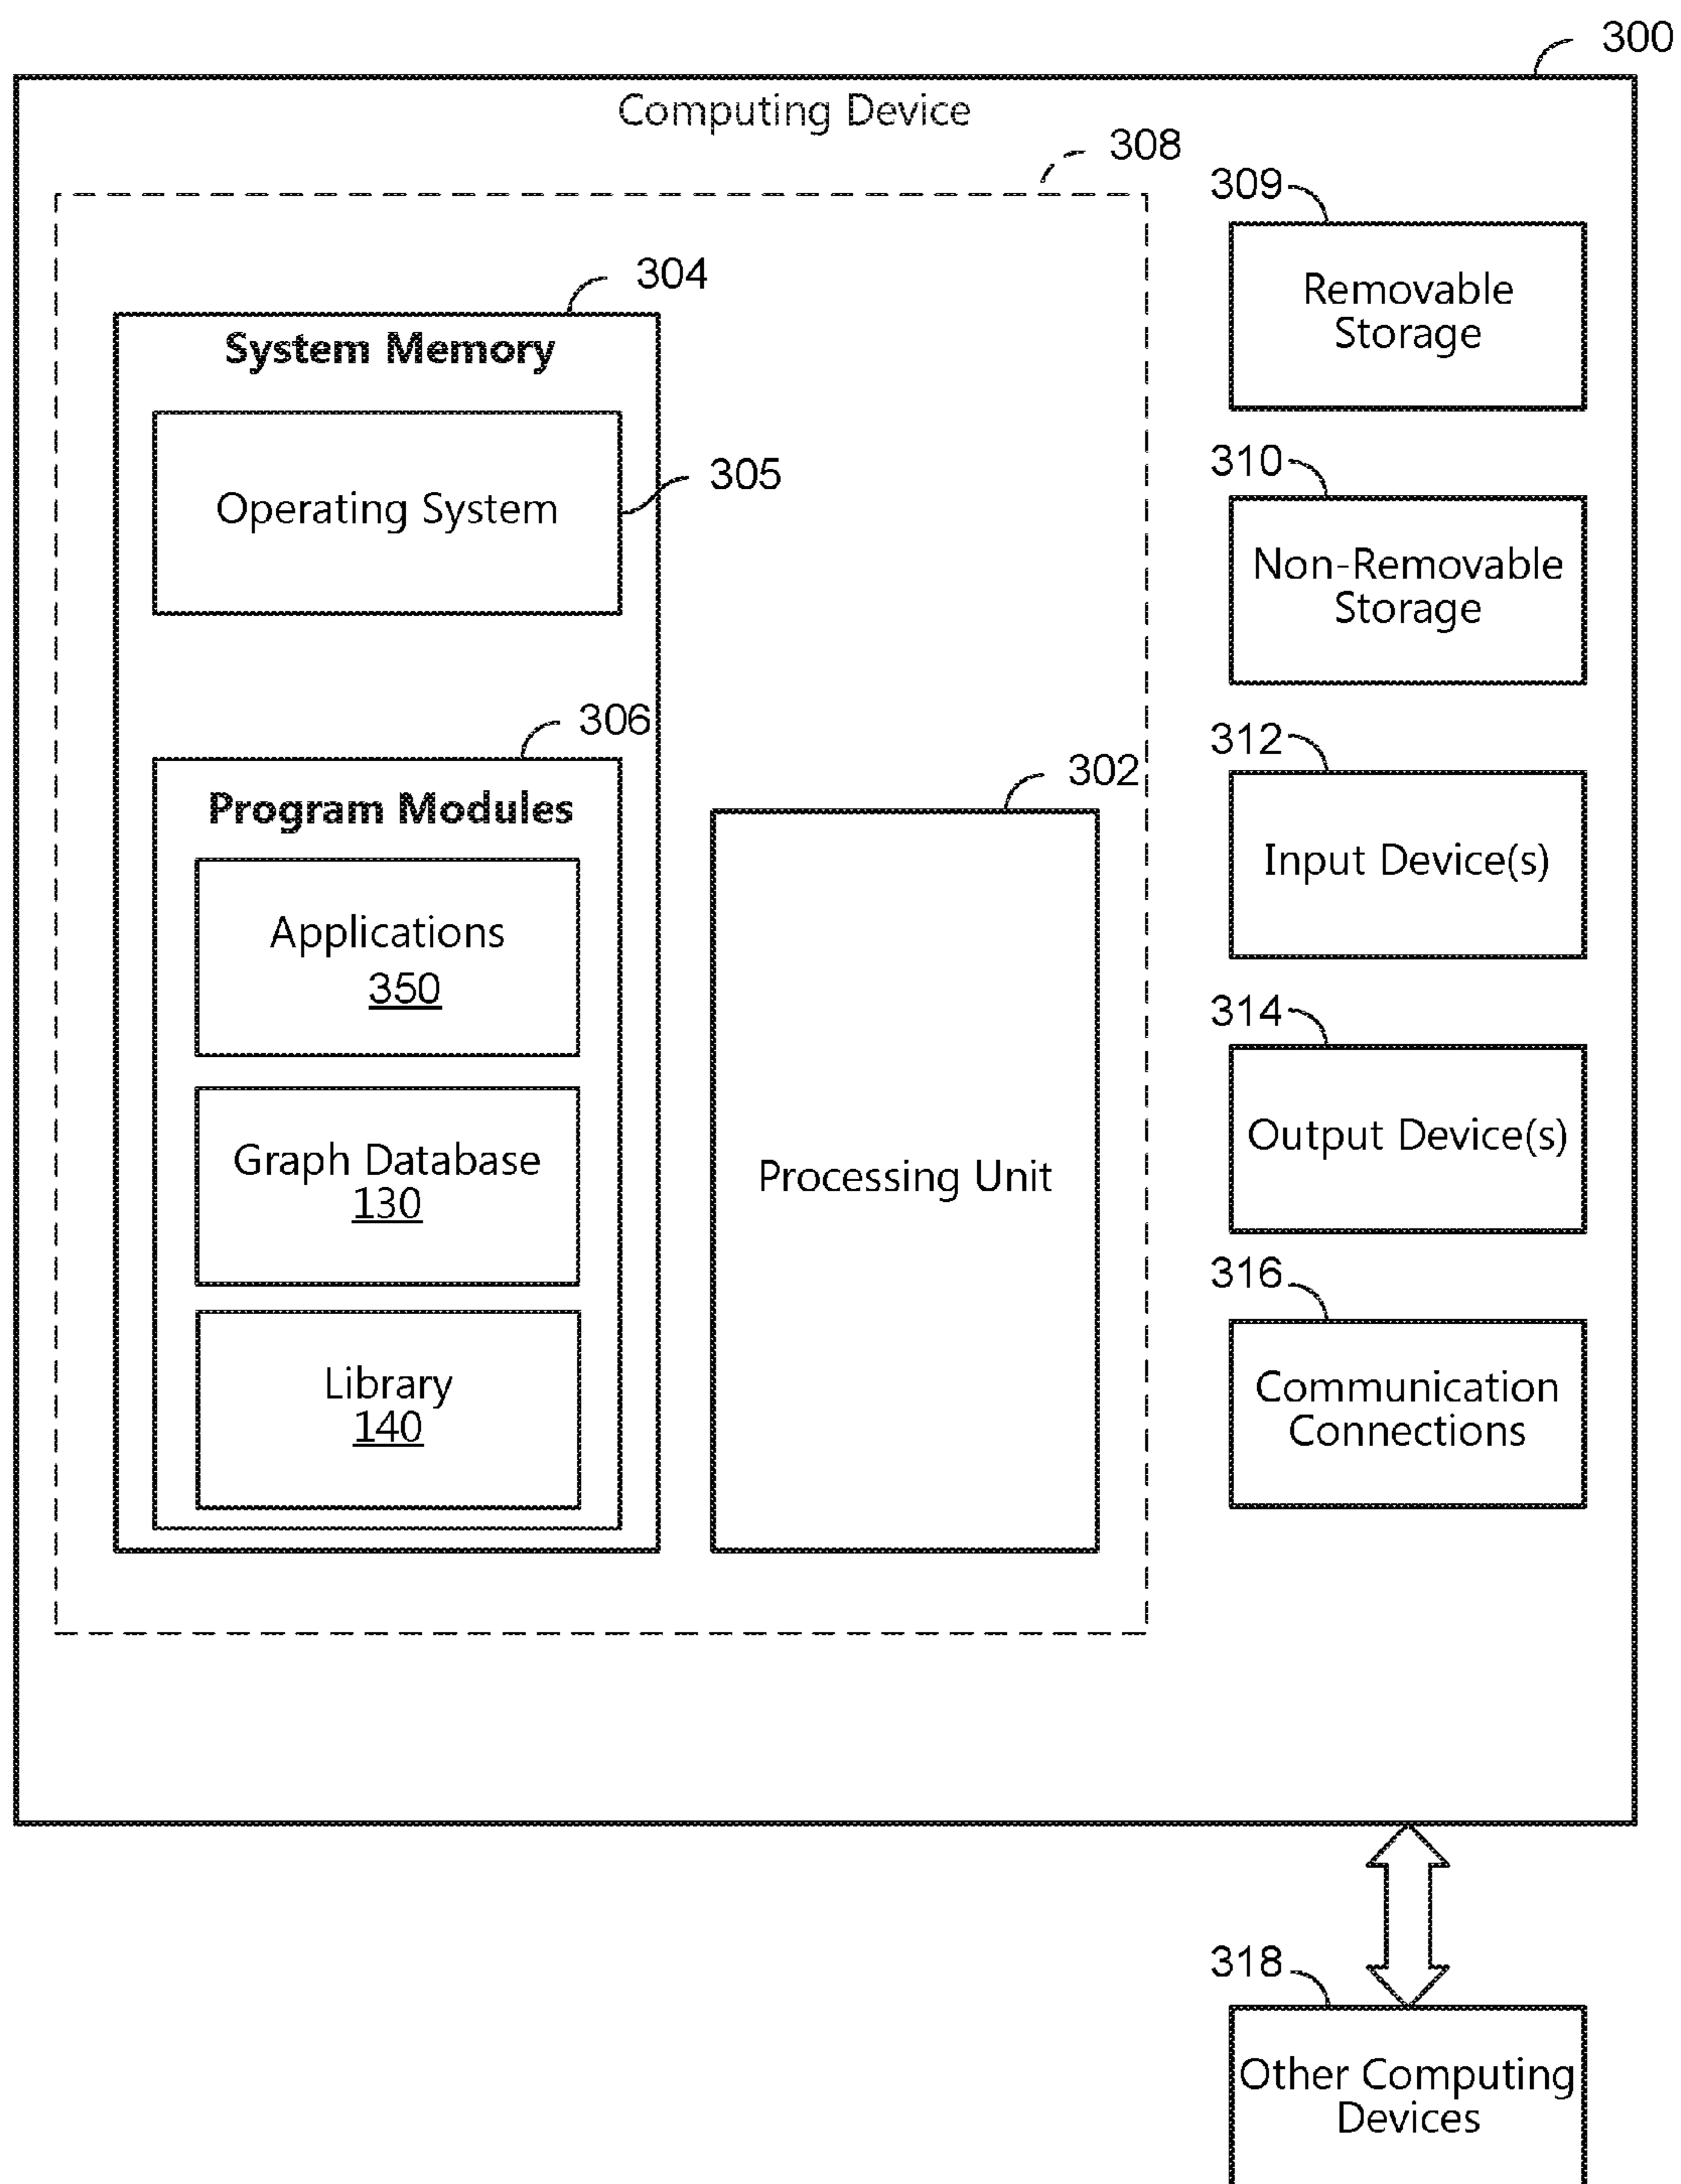 300
Computing Device
308
304
System Memory
Operating System
305
306
Program Modules
Applications
350
Graph Database
130
Library
140
302
Processing Unit
309
Removable
Storage
310
Non-Removable
Storage
312
Input Device(s)
314
Output Device(s)
316
Communication
Connections
318
Other Computing
Devices